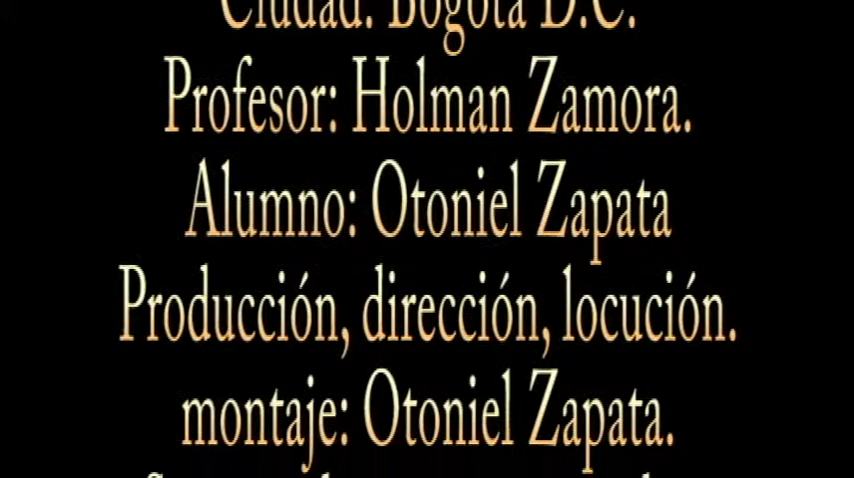 Ciudad: Bogotá D.C.
Profesor: Holman Zamora.
Alumno: Otoniel Zapata
Producción, dirección, locución.
montaje: Otoniel Zapata.